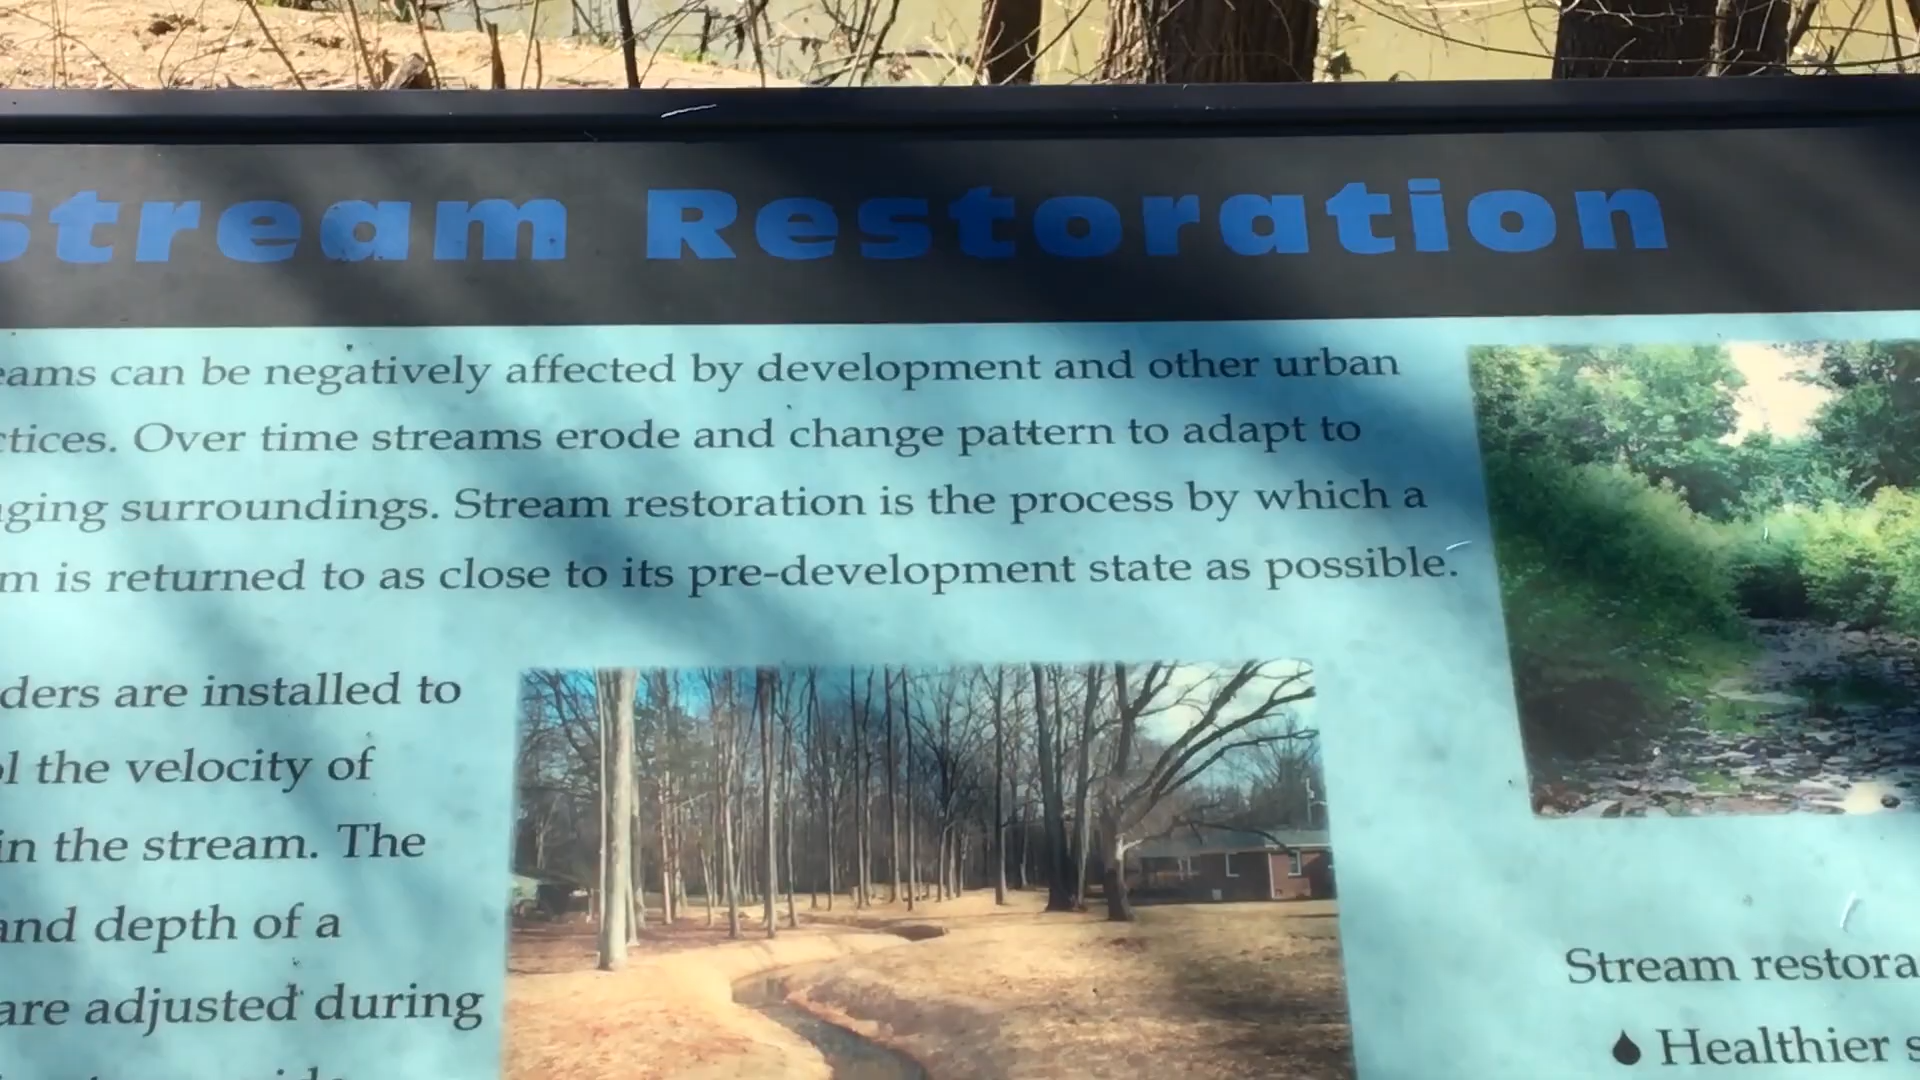 Stream Restoration
eams can be negatively affected by development and other urban
ctices. Over time streams erode and change pattern to adapt to
ging surroundings. Stream restoration is the process by which a
m is returned to as close to its pre-development state as possible.
ders are installed to
l the velocity of
in the stream. The
and depth of a
are adjusted during
Stream restora
Healthier s